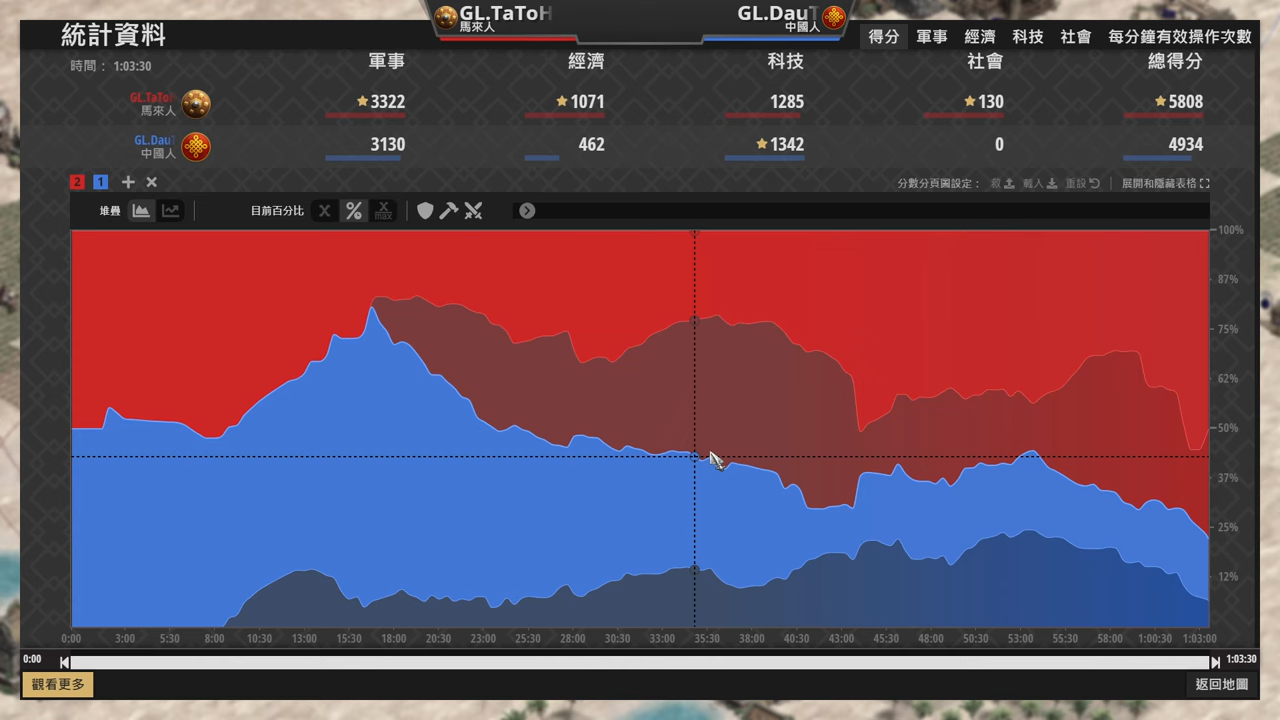 GL.TaToH
馬來人
GL.Dau
中國人
統計資料
得分 軍事 經濟 科技 社會 每分鐘有效操作次數
時間： 1:03:30
軍事 經濟 科技 社會 總得分
GL.TaTo
馬來人
3322 1071 1285 130 5808
GL.Dau
中國人
3130 462 1342 0 4934
2 1
分數分頁圖設定： 載入 重設 展開和隱藏表格
堆疊 目前百分比 X % X max
100%
87%
75%
62%
50%
37%
25%
12%
0:00 3:00 5:30 8:00 10:30 13:00 15:30 18:00 20:30 23:00 25:30 28:00 30:30 33:00 35:30 38:00 40:30 43:00 45:30 48:00 50:30 53:00 55:30 58:00 1:00:30 1:03:00
0:00 1:03:30
觀看更多 返回地圖